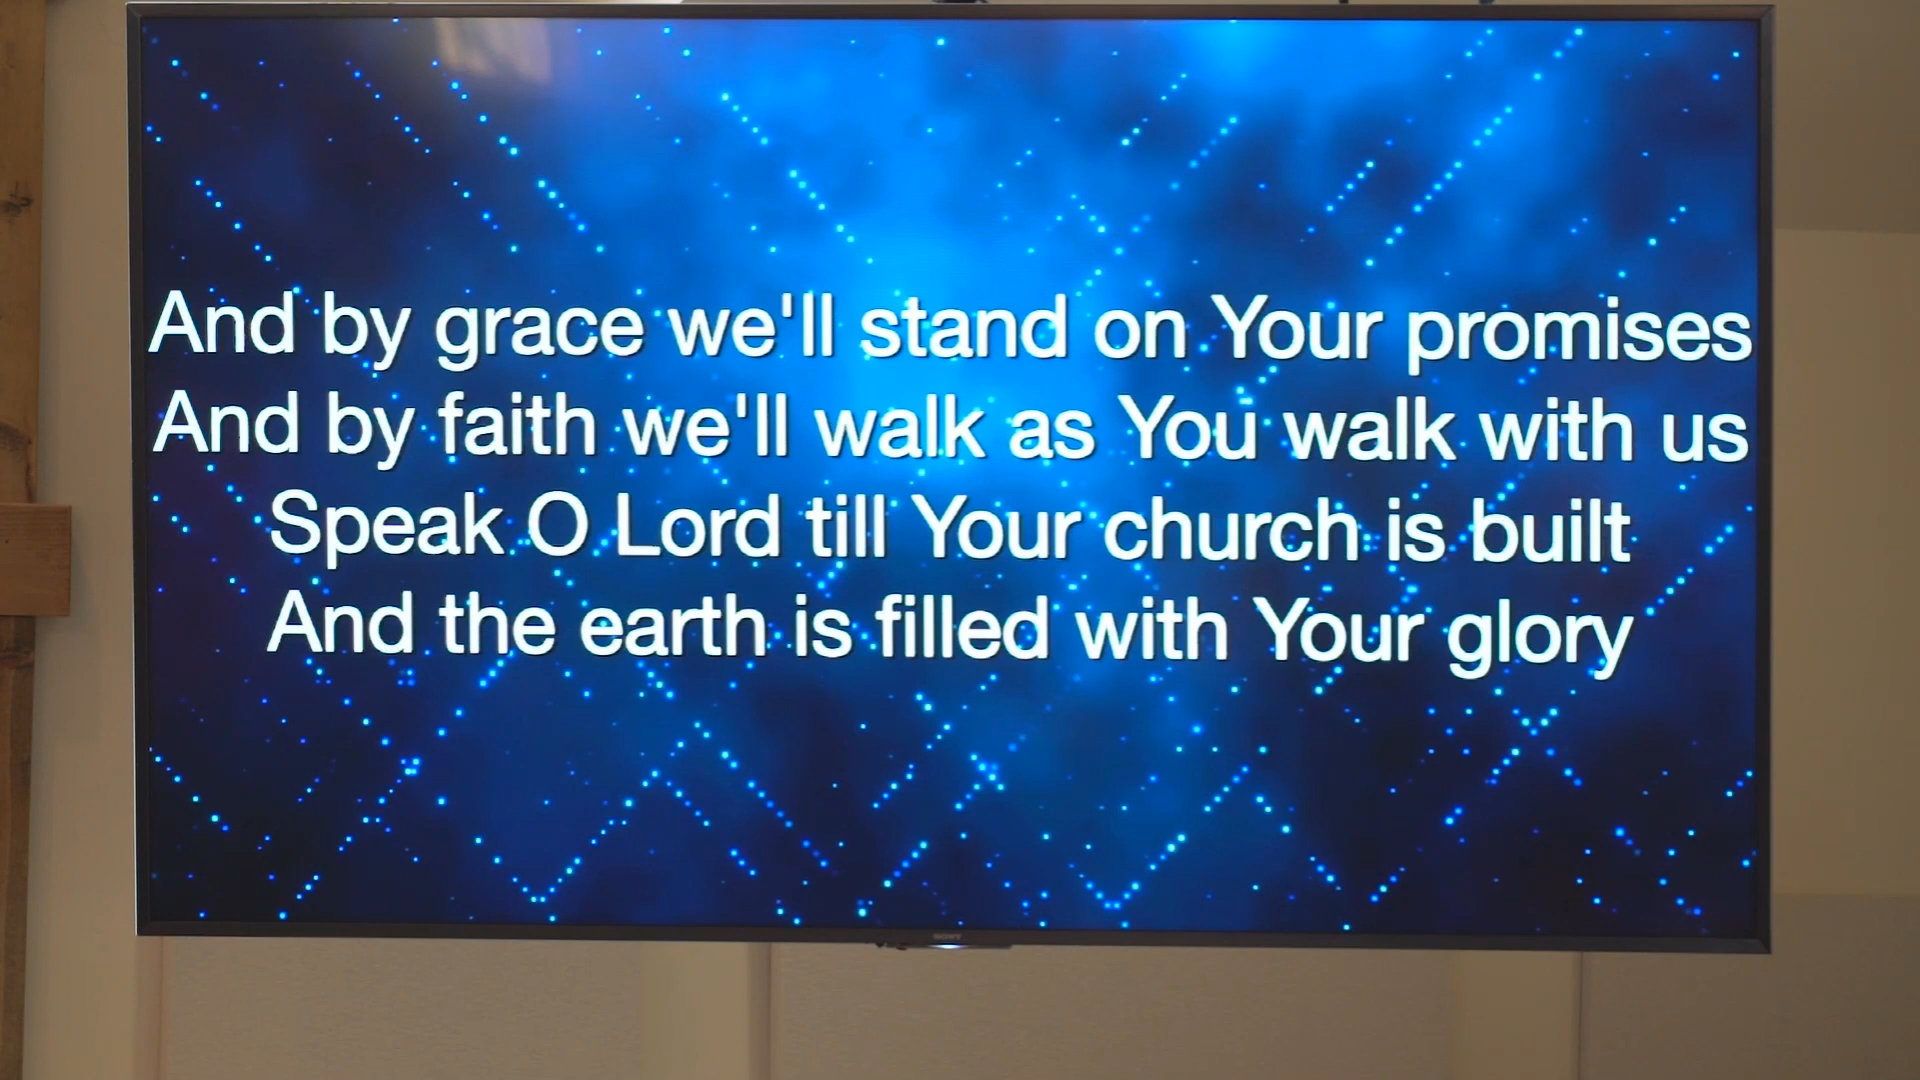 And by grace we'll stand on Your promises
And by faith we'll walk as You walk with us
Speak O Lord till Your church is built
And the earth is filled with Your glory
SONY